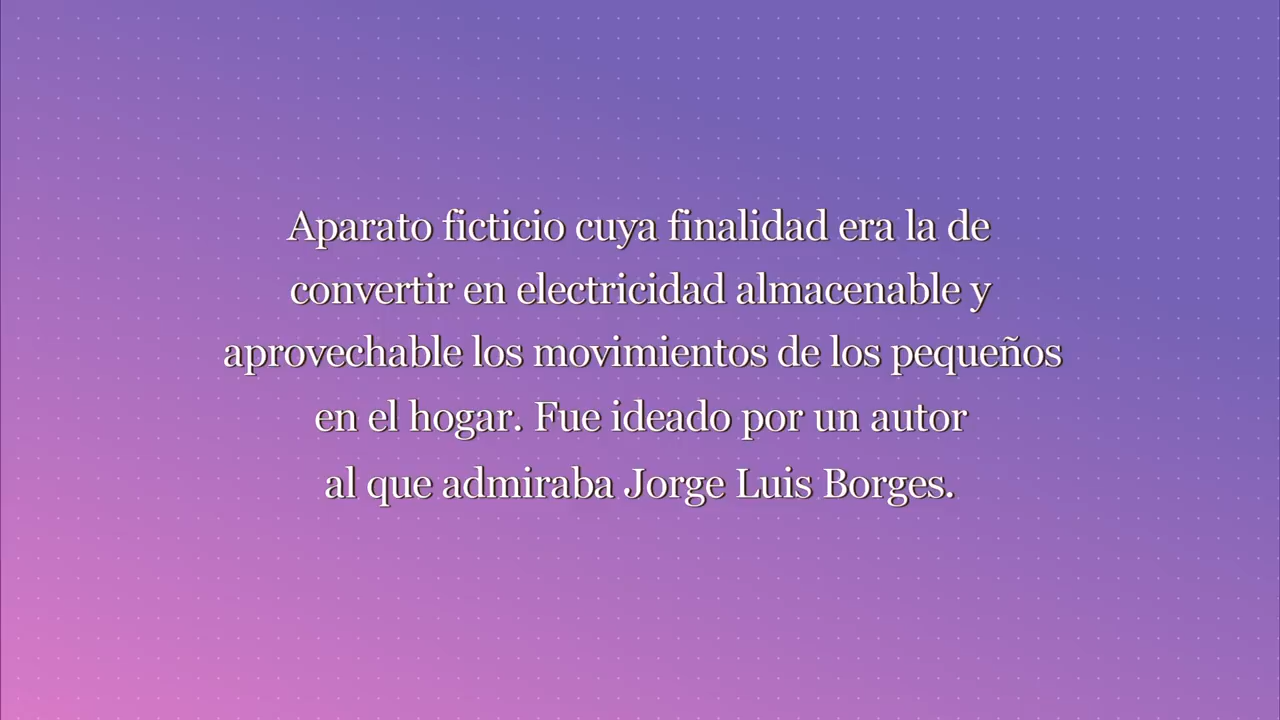 Aparato ficticio cuya finalidad era la de
convertir en electricidad almacenable y
aprovechable los movimientos de los pequeños
en el hogar. Fue ideado por un autor
al que admiraba Jorge Luis Borges.